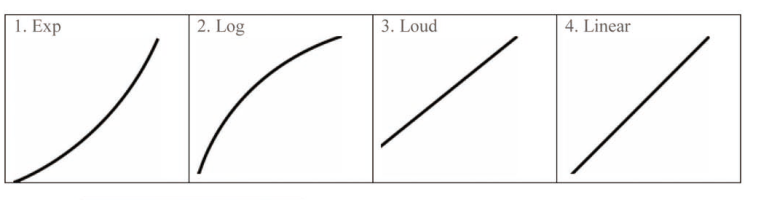 1. Exp
2. Log
3. Loud
4. Linear